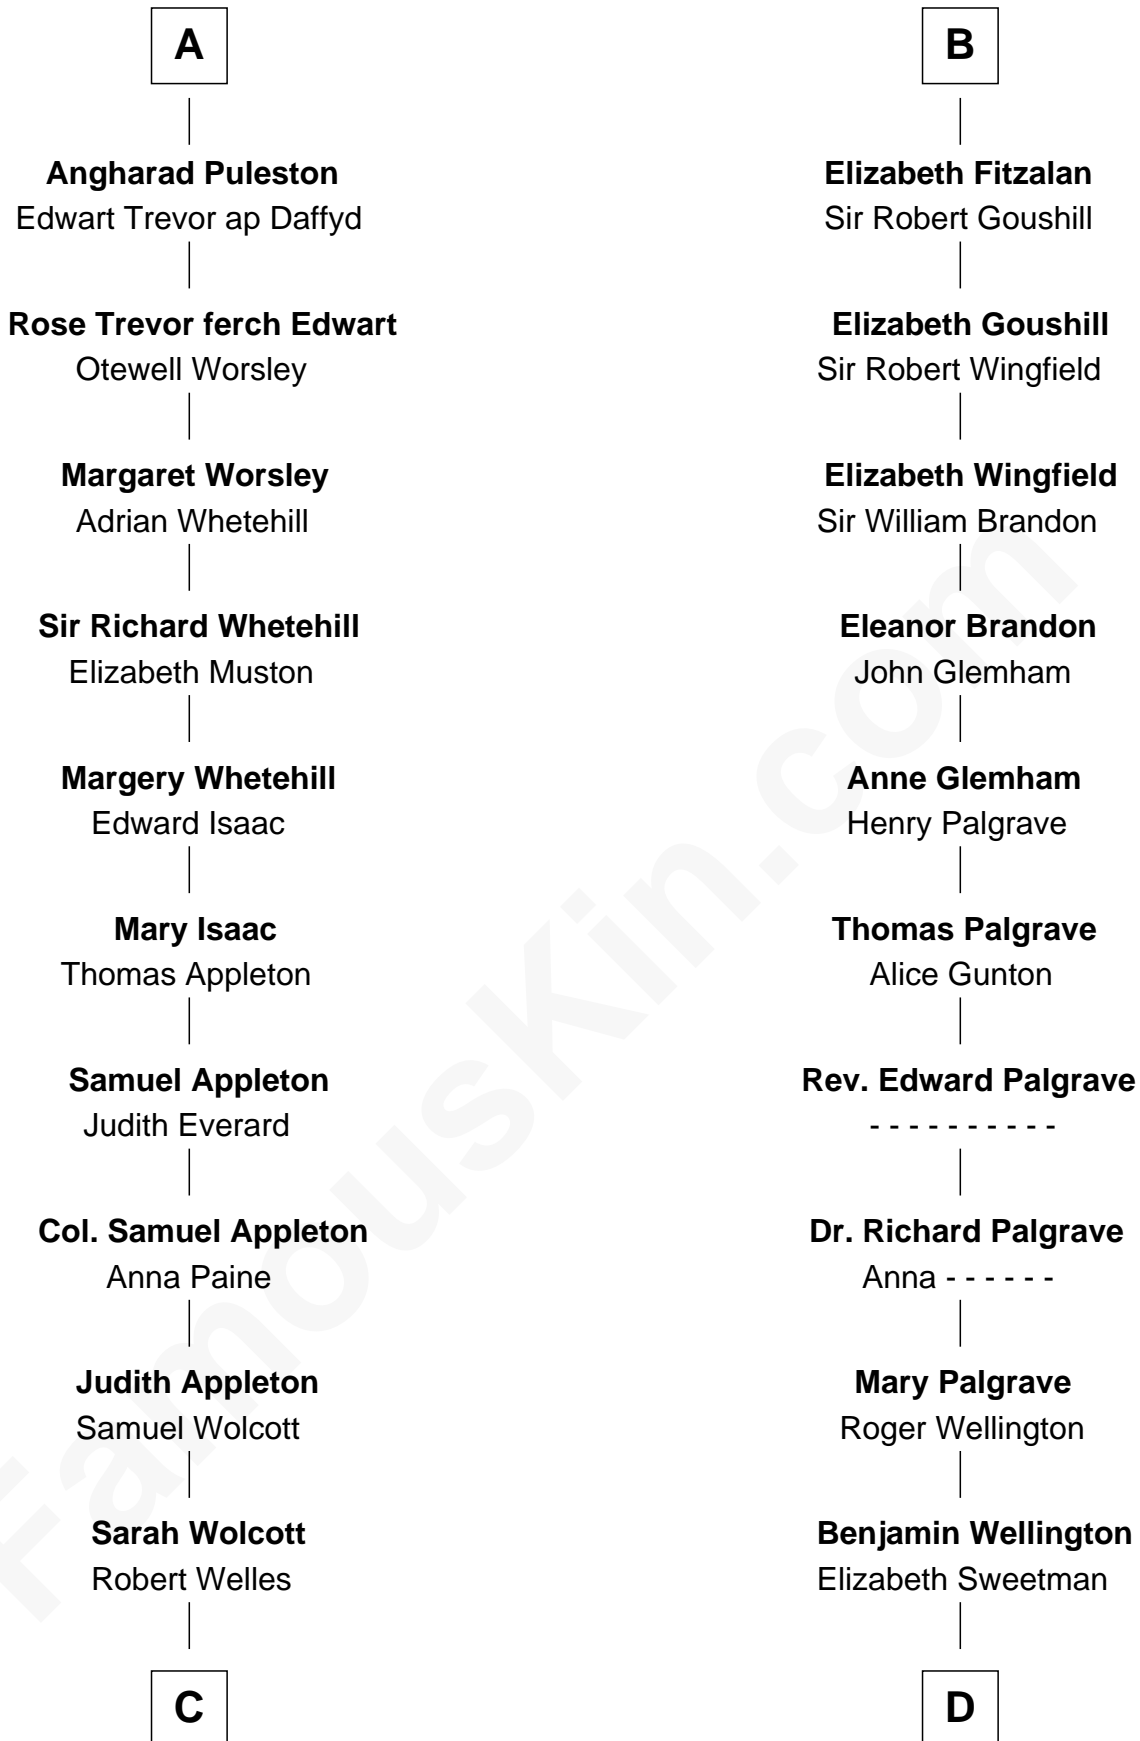 A
Angharad Puleston
Edwart Trevor ap Daffyd
Rose Trevor ferch Edwart
Otewell Worsley
Margaret Worsley
Adrian Whetehill
Sir Richard Whetehill
Elizabeth Muston
Margery Whetehill
Edward Isaac
Mary Isaac
Thomas Appleton
Samuel Appleton
Judith Everard
Col. Samuel Appleton
Anna Paine
Judith Appleton
Samuel Wolcott
Sarah Wolcott
Robert Welles
C
B
Elizabeth Fitzalan
Sir Robert Goushill
Elizabeth Goushill
Sir Robert Wingfield
Elizabeth Wingfield
Sir William Brandon
Eleanor Brandon
John Glemham
Anne Glemham
Henry Palgrave
Thomas Palgrave
Alice Gunton
Rev. Edward Palgrave
- - - - - - - - - -
Dr. Richard Palgrave
Anna - - - - - -
Mary Palgrave
Roger Wellington
Benjamin Wellington
Elizabeth Sweetman
D
FamousKin.com